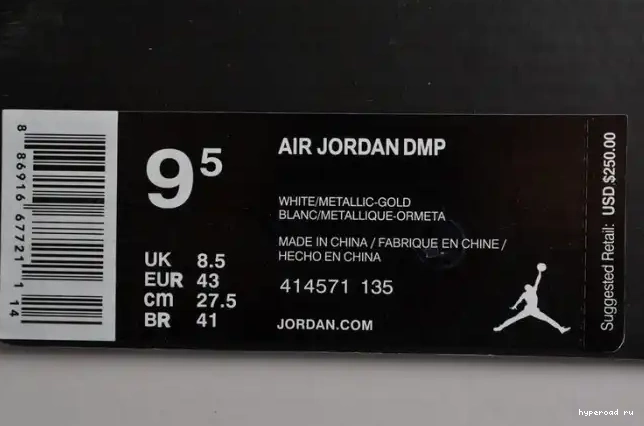 8 86916 67721 1 14
9 5
UK 8.5
EUR 43
cm 27.5
BR 41
AIR JORDAN DMP
WHITE/METALLIC-GOLD
BLANC/METALLIQUE-ORMETA
MADE IN CHINA / FABRIQUE EN CHINE /
HECHO EN CHINA
414571 135
JORDAN.COM
Suggested Retail: USD $250.00
hyperoad ru